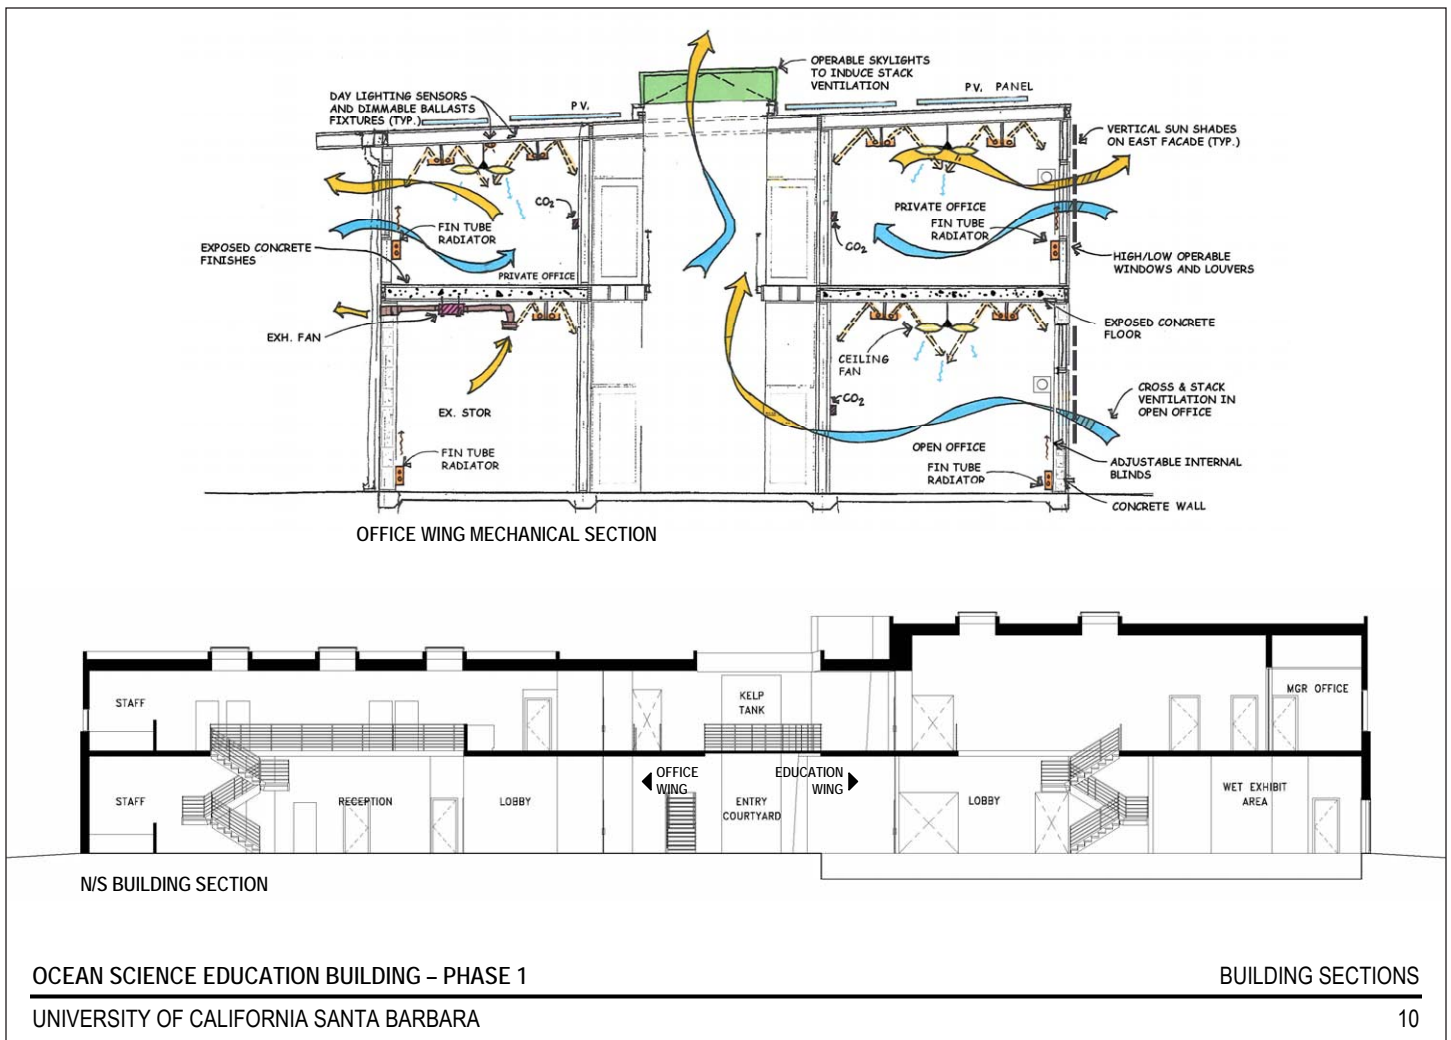 OPERABLE SKYLIGHTS
TO INDUCE STACK
VENTILATION
DAY LIGHTING SENSORS
AND DIMMABLE BALLASTS
FIXTURES (TYP.)
PV.
PV. PANEL
VERTICAL SUN SHADES
ON EAST FACADE (TYP.)
CO2
PRIVATE OFFICE
FIN TUBE
RADIATOR
FIN TUBE
RADIATOR
CO2
EXPOSED CONCRETE
FINISHES
PRIVATE OFFICE
HIGH/LOW OPERABLE
WINDOWS AND LOUVERS
EXH. FAN
EXPOSED CONCRETE
FLOOR
CEILING
FAN
CO2
EX. STOR
CROSS & STACK
VENTILATION IN
OPEN OFFICE
OPEN OFFICE
FIN TUBE
RADIATOR
FIN TUBE
RADIATOR
ADJUSTABLE INTERNAL
BLINDS
CONCRETE WALL
OFFICE WING MECHANICAL SECTION
STAFF
KELP
TANK
MGR OFFICE
STAFF
RECEPTION
LOBBY
OFFICE
WING
ENTRY
COURTYARD
EDUCATION
WING
LOBBY
WET EXHIBIT
AREA
N/S BUILDING SECTION
OCEAN SCIENCE EDUCATION BUILDING – PHASE 1
BUILDING SECTIONS
UNIVERSITY OF CALIFORNIA SANTA BARBARA
10